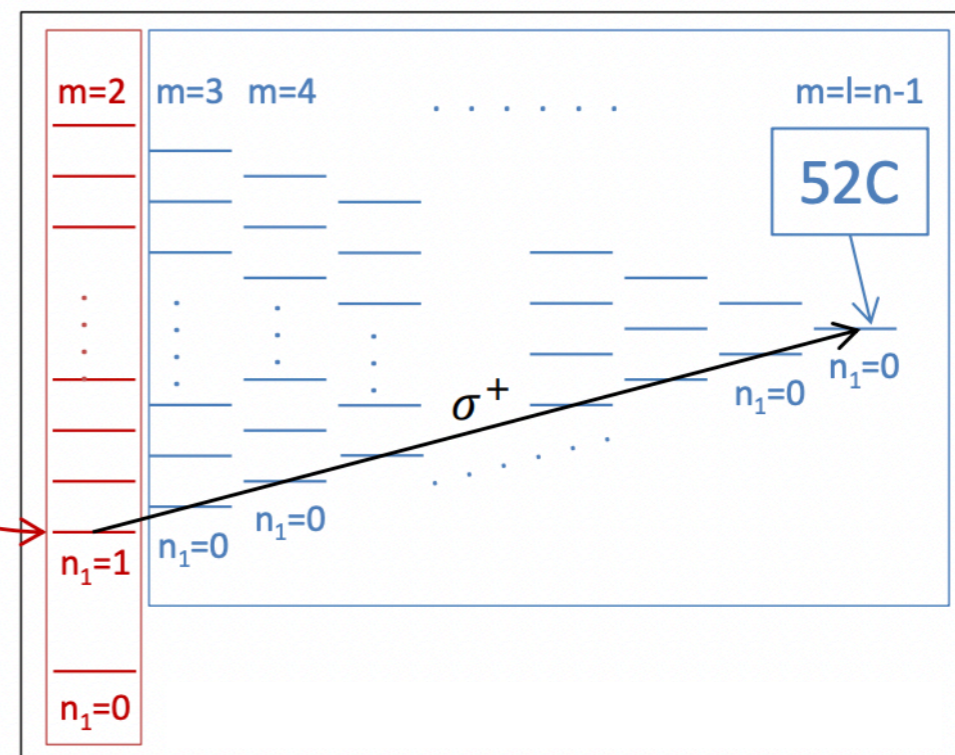 m=2 m=3 m=4 . . . . . . m=l=n-1
52C
σ⁺
n₁=0
n₁=0
n₁=0
n₁=0
n₁=1
n₁=0